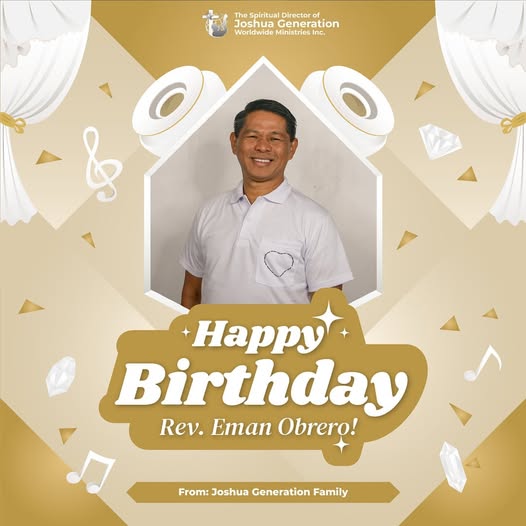 The Spiritual Director of
Joshua Generation
Worldwide Ministries Inc.
Happy
Birthday
Rev. Eman Obrero!
From: Joshua Generation Family